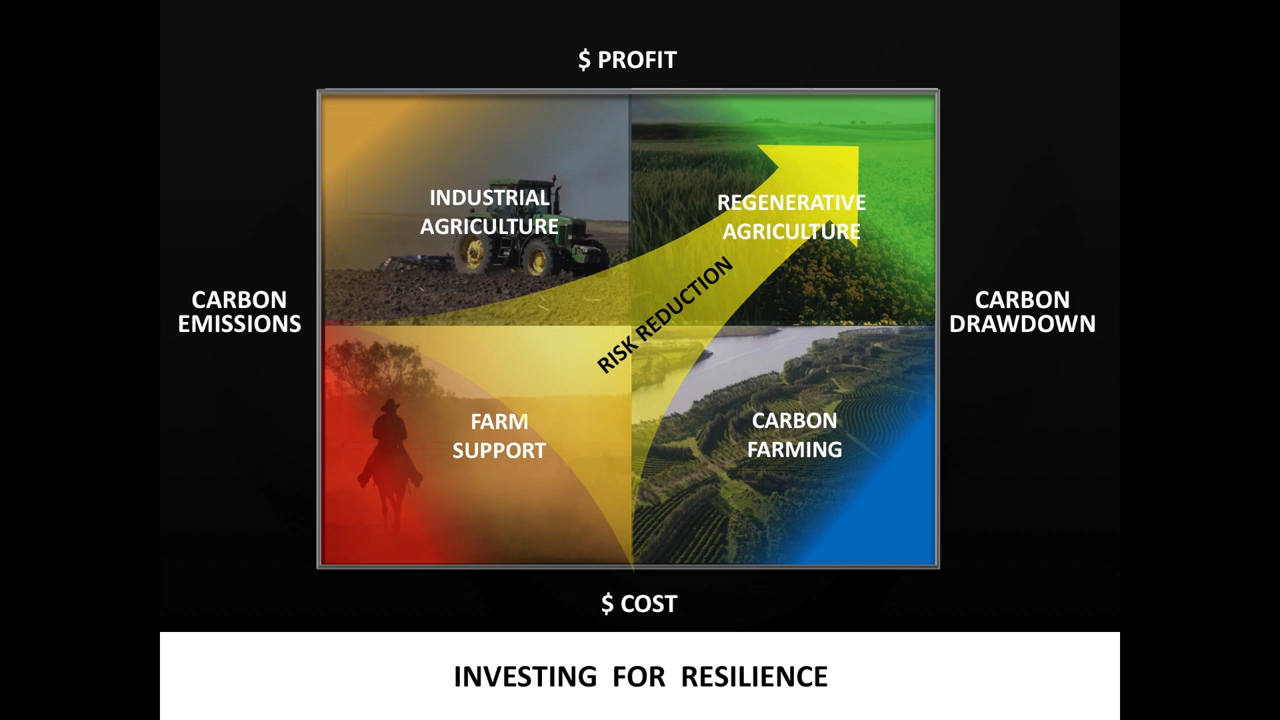 $ PROFIT
INDUSTRIAL
AGRICULTURE
REGENERATIVE
AGRICULTURE
CARBON
EMISSIONS
RISK REDUCTION
CARBON
DRAWDOWN
FARM
SUPPORT
CARBON
FARMING
$ COST
INVESTING FOR RESILIENCE